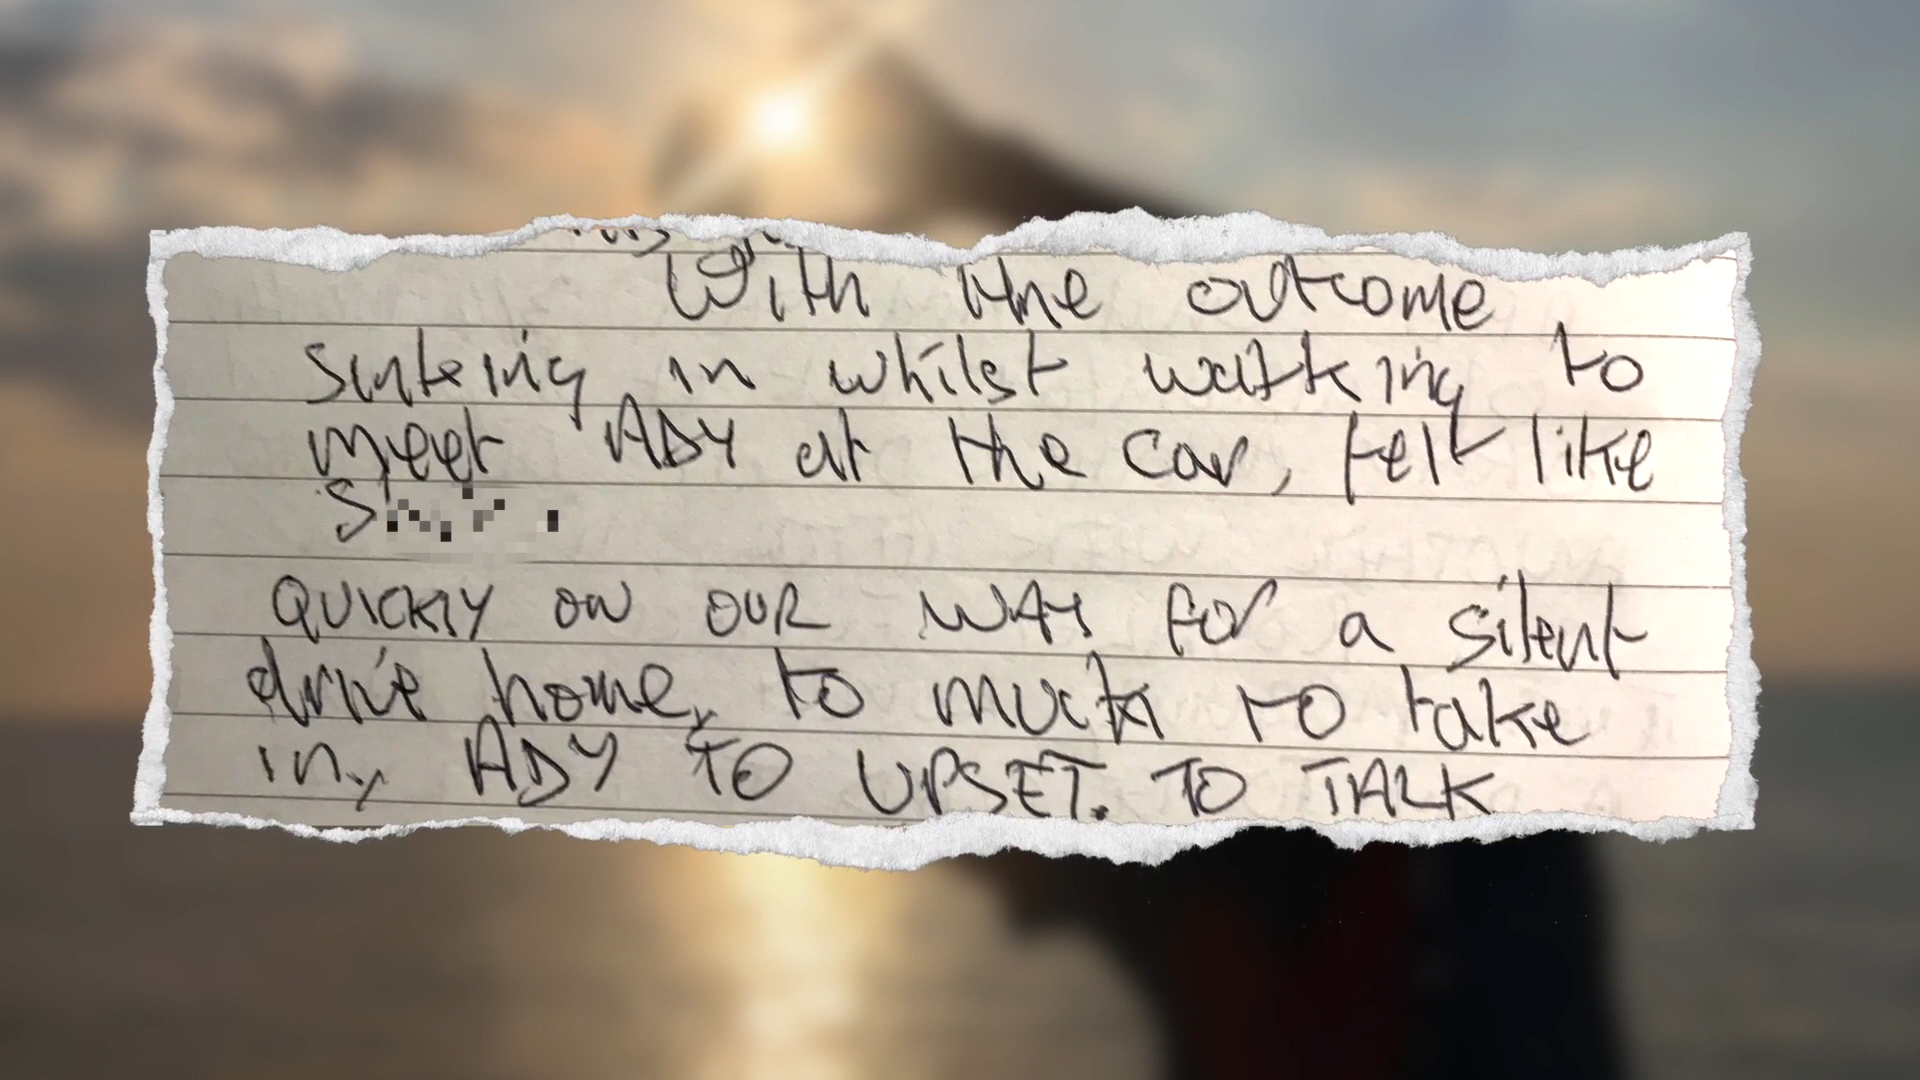 With the outcome
sinkeing in whilst walking to
meet ADY at the car, felt like
S
QUICKLY ON OUR WAY for a silent
drive home, to much to take
in, ADY TO UPSET. TO TALK